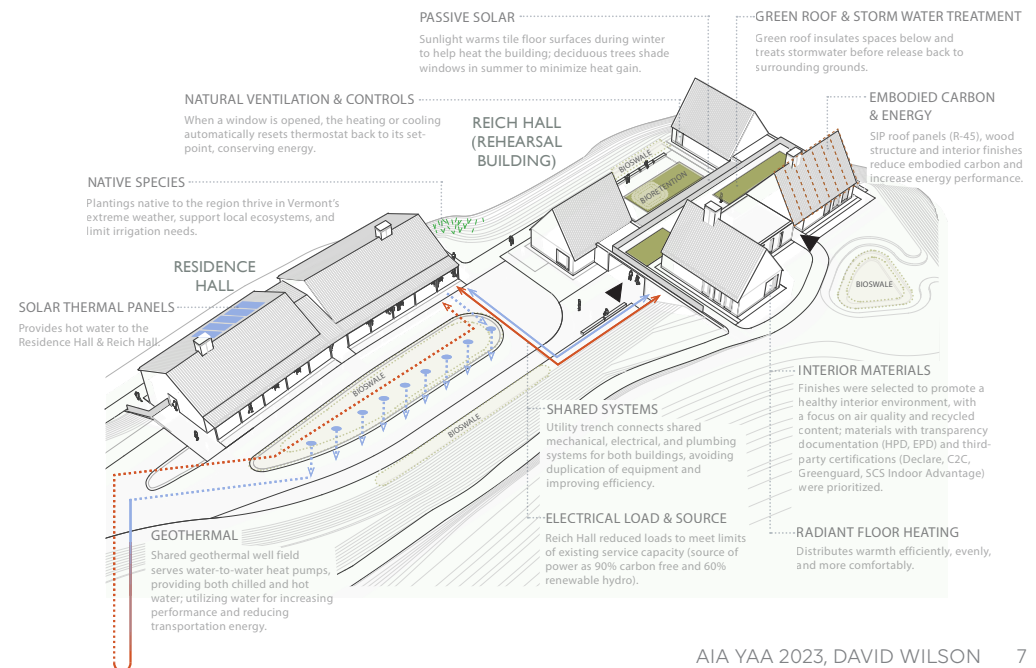 PASSIVE SOLAR
Sunlight warms tile floor surfaces during winter
to help heat the building; deciduous trees shade
windows in summer to minimize heat gain.
GREEN ROOF & STORM WATER TREATMENT
Green roof insulates spaces below and
treats stormwater before release back to
surrounding grounds.
NATURAL VENTILATION & CONTROLS
When a window is opened, the heating or cooling
automatically resets thermostat back to its set-
point, conserving energy.
REICH HALL
(REHEARSAL
BUILDING)
EMBODIED CARBON
& ENERGY
SIP roof panels (R-45), wood
structure and interior finishes
reduce embodied carbon and
increase energy performance.
NATIVE SPECIES
Plantings native to the region thrive in Vermont's
extreme weather, support local ecosystems, and
limit irrigation needs.
BIOSWALE
BIORETENTION
RESIDENCE
HALL
SOLAR THERMAL PANELS
Provides hot water to the
Residence Hall & Reich Hall.
BIOSWALE
BIOSWALE
BIOSWALE
INTERIOR MATERIALS
Finishes were selected to promote a
healthy interior environment, with
a focus on air quality and recycled
content; materials with transparency
documentation (HPD, EPD) and third-
party certifications (Declare, C2C,
Greenguard, SCS Indoor Advantage)
were prioritized.
SHARED SYSTEMS
Utility trench connects shared
mechanical, electrical, and plumbing
systems for both buildings, avoiding
duplication of equipment and
improving efficiency.
ELECTRICAL LOAD & SOURCE
Reich Hall reduced loads to meet limits
of existing service capacity (source of
power as 90% carbon free and 60%
renewable hydro).
RADIANT FLOOR HEATING
Distributes warmth efficiently, evenly,
and more comfortably.
GEOTHERMAL
Shared geothermal well field
serves water-to-water heat pumps,
providing both chilled and hot
water; utilizing water for increasing
performance and reducing
transportation energy.
AIA YAA 2023, DAVID WILSON 7